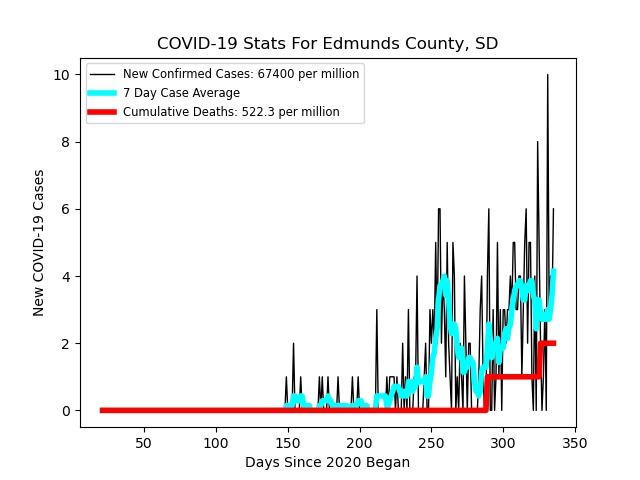 COVID-19 Stats For Edmunds County, SD
New Confirmed Cases: 67400 per million
7 Day Case Average
Cumulative Deaths: 522.3 per million
New COVID-19 Cases
10
8
6
4
2
0
50 100 150 200 250 300 350
Days Since 2020 Began